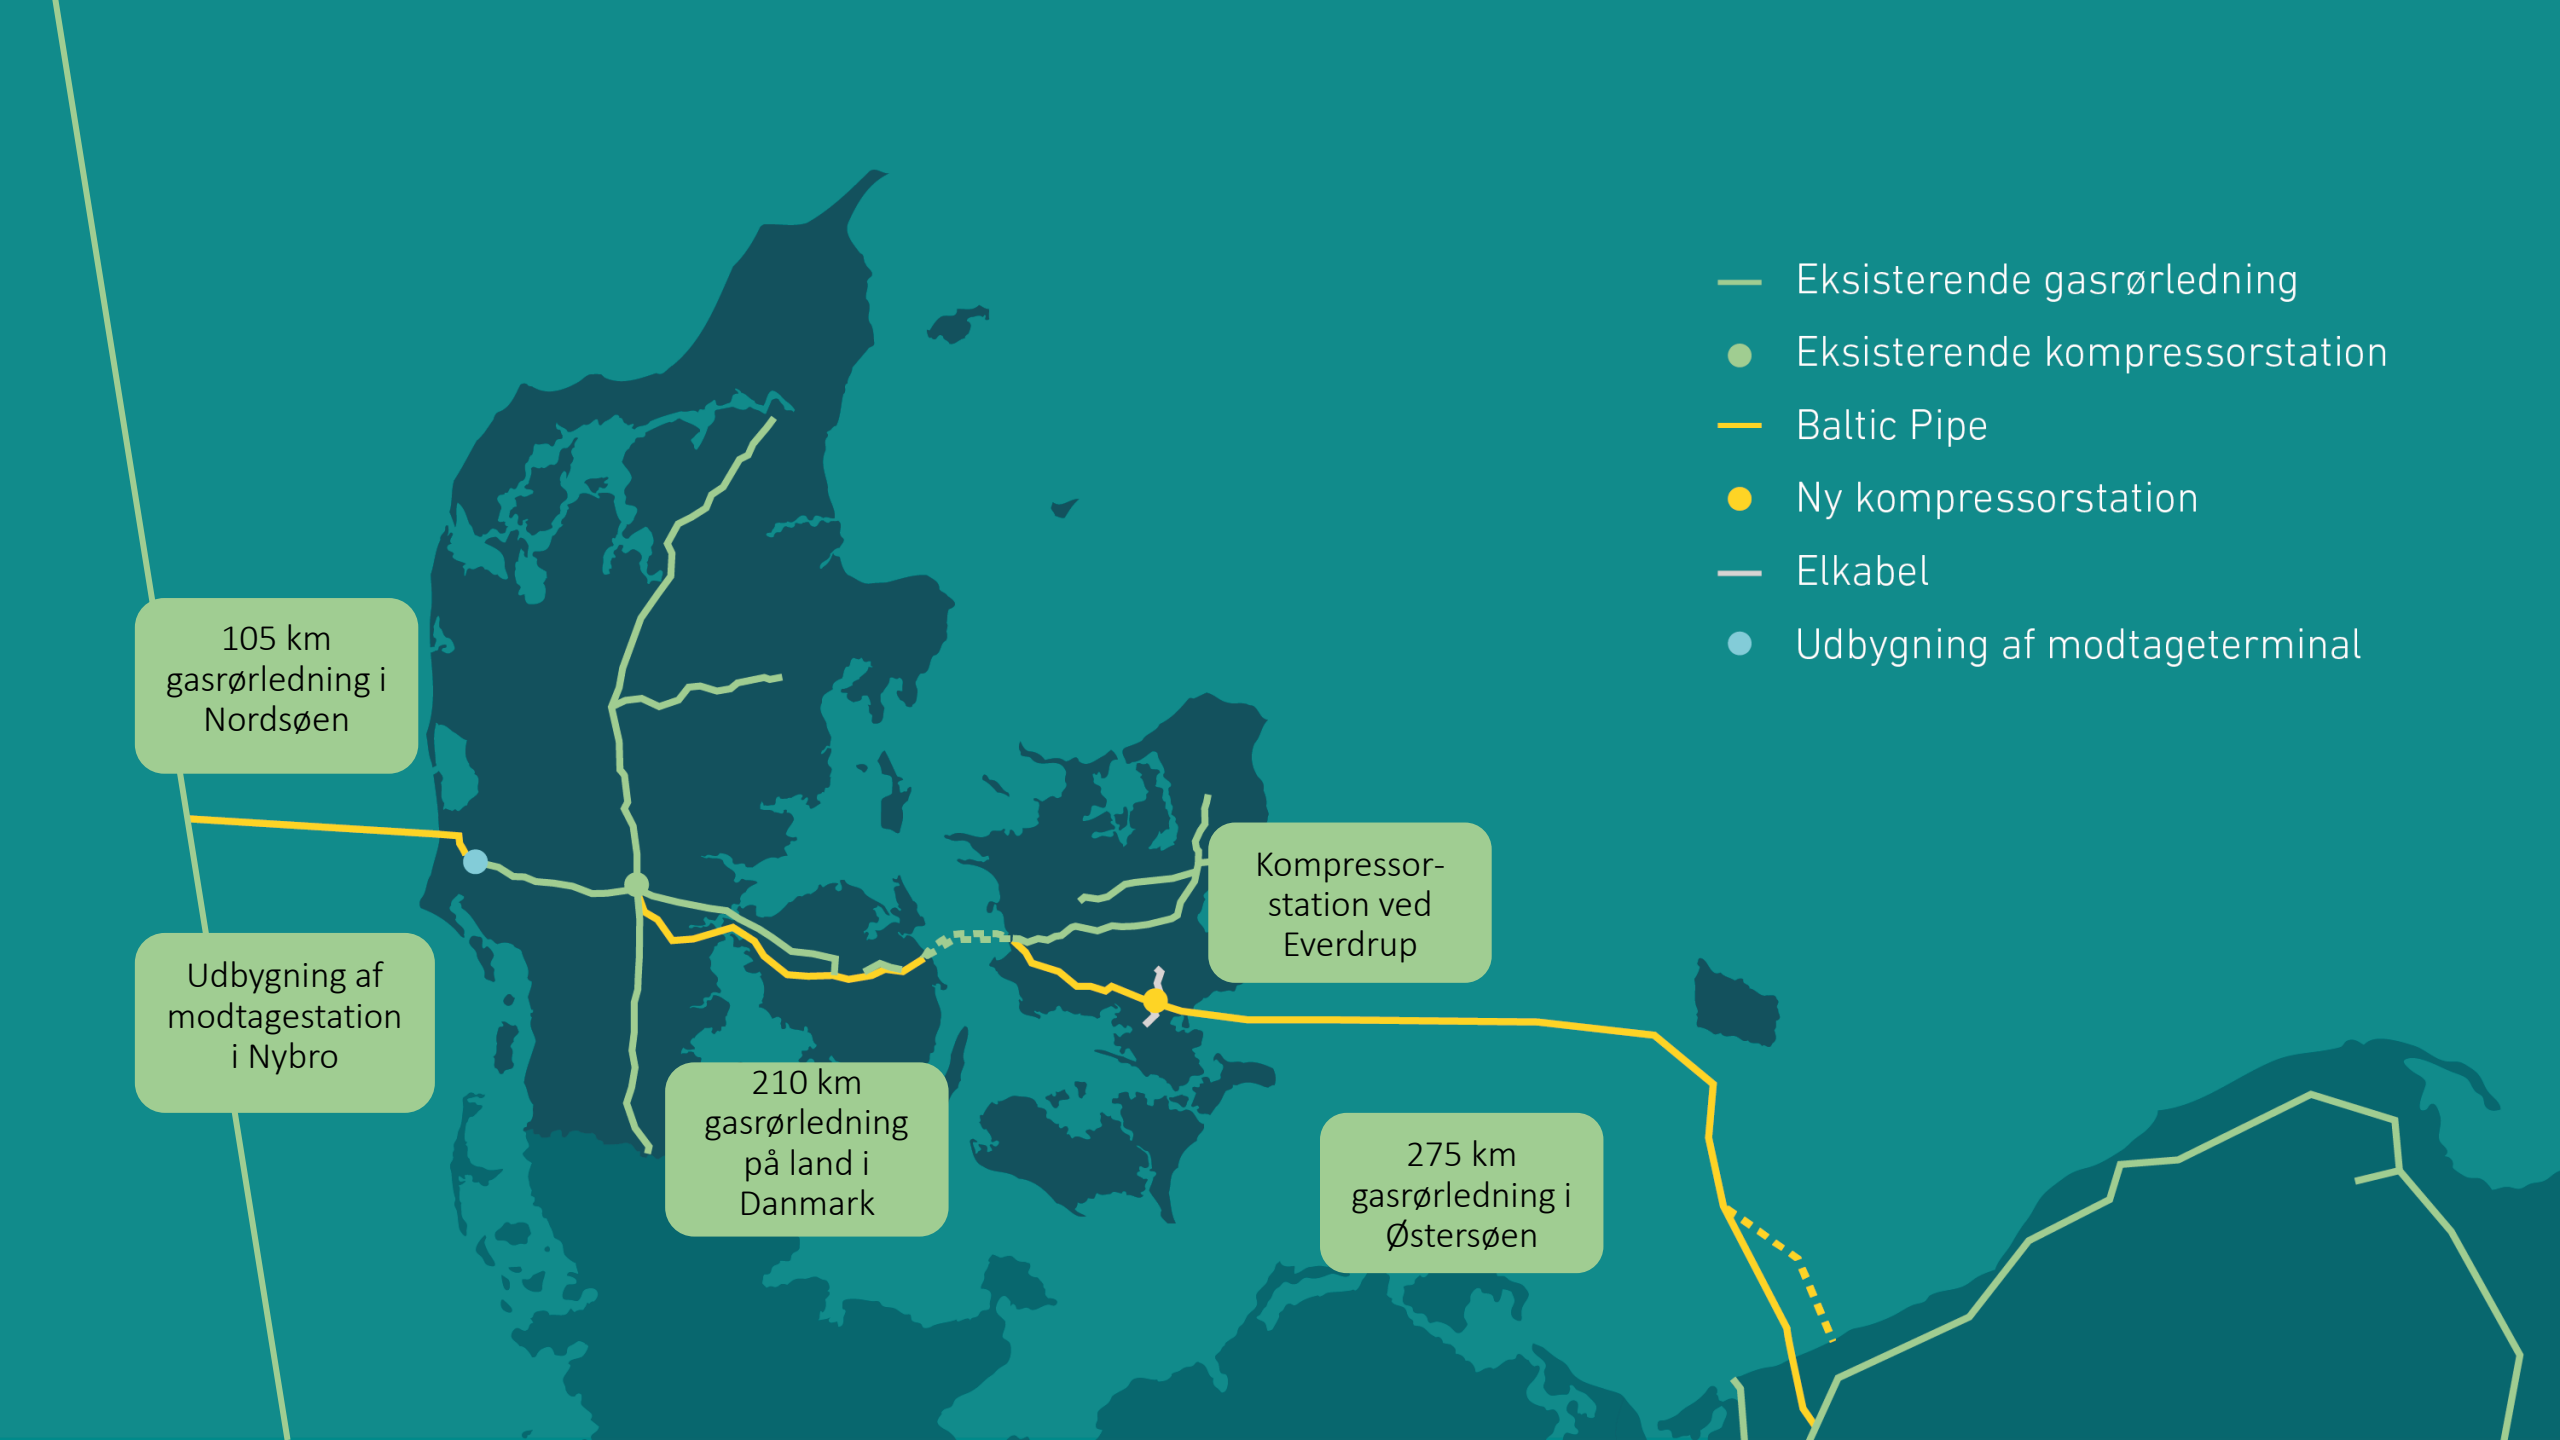 Eksisterende gasrørledning
Eksisterende kompressorstation
Baltic Pipe
Ny kompressorstation
Elkabel
Udbygning af modtageterminal
105 km
gasrørledning i
Nordsøen
Kompressor-
station ved
Everdrup
Udbygning af
modtagestation
i Nybro
210 km
gasrørledning
på land i
Danmark
275 km
gasrørledning i
Østersøen